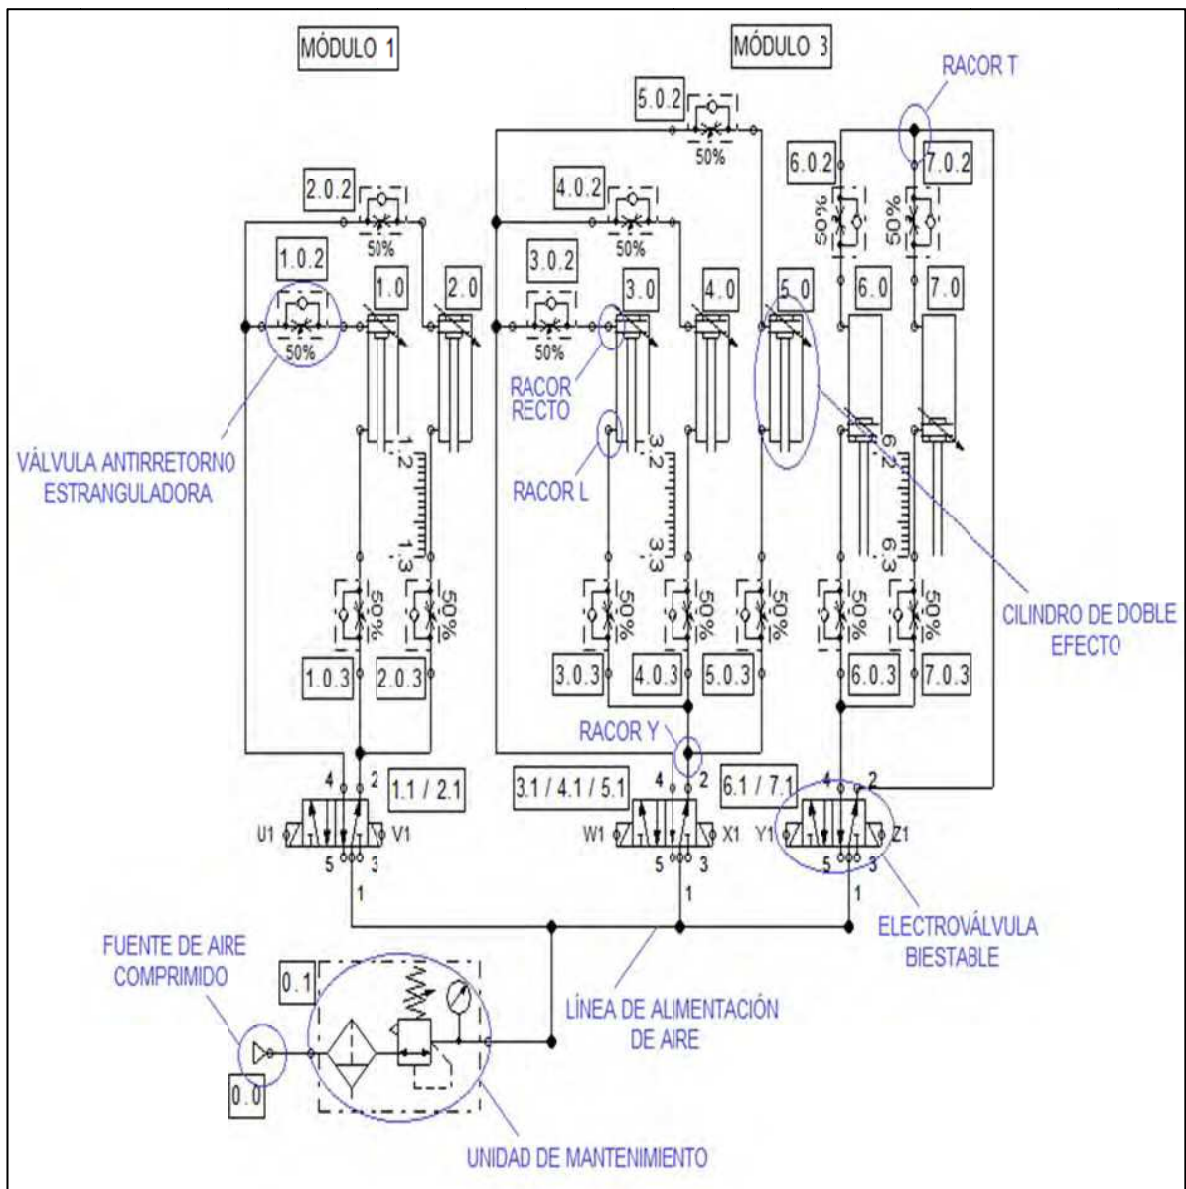 MÓDULO 1
MÓDULO 3
RACOR T
5.0.2
50%
6.0.2
7.0.2
2.0.2
4.0.2
50%
50%
50%
50%
1.0.2
3.0.2
1.0
2.0
3.0
4.0
5.0
6.0
7.0
50%
50%
RACOR
RECTO
VÁLVULA ANTIRRETORNO
ESTRANGULADORA
RACOR L
1.2
3.2
6.2
1.3
3.3
6.3
50%
50%
50%
50%
50%
50%
50%
CILINDRO DE DOBLE
EFECTO
1.0.3
2.0.3
3.0.3
4.0.3
5.0.3
6.0.3
7.0.3
RACOR Y
4
2
1.1 / 2.1
3.1 / 4.1 / 5.1
4
2
6.1 / 7.1
4
2
U1
V1
W1
X1
Y1
Z1
5
3
5
3
5
3
1
1
1
ELECTROVÁLVULA
BIESTABLE
FUENTE DE AIRE
COMPRIMIDO
0.1
LÍNEA DE ALIMENTACIÓN
DE AIRE
0.0
UNIDAD DE MANTENIMIENTO